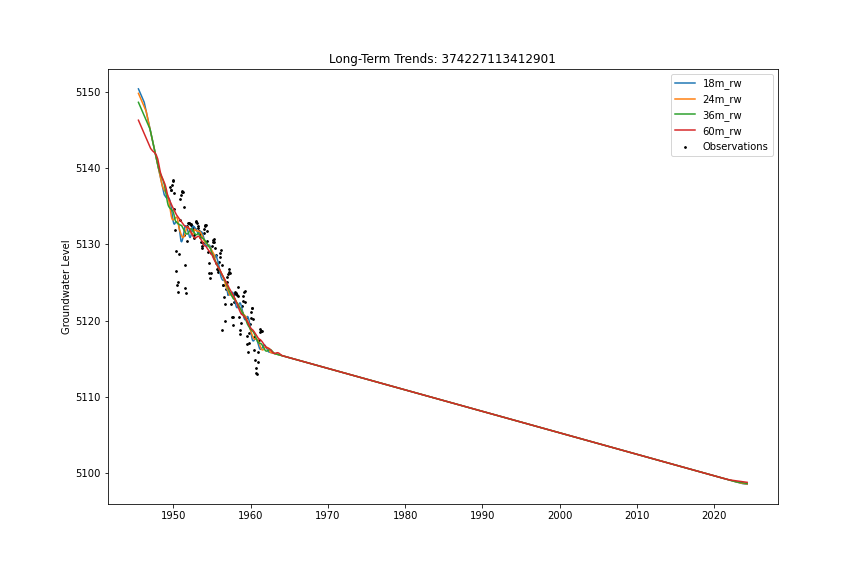 Long-Term Trends: 374227113412901
18m_rw
24m_rw
36m_rw
60m_rw
Observations
Groundwater Level
5150
5140
5130
5120
5110
5100
1950 1960 1970 1980 1990 2000 2010 2020